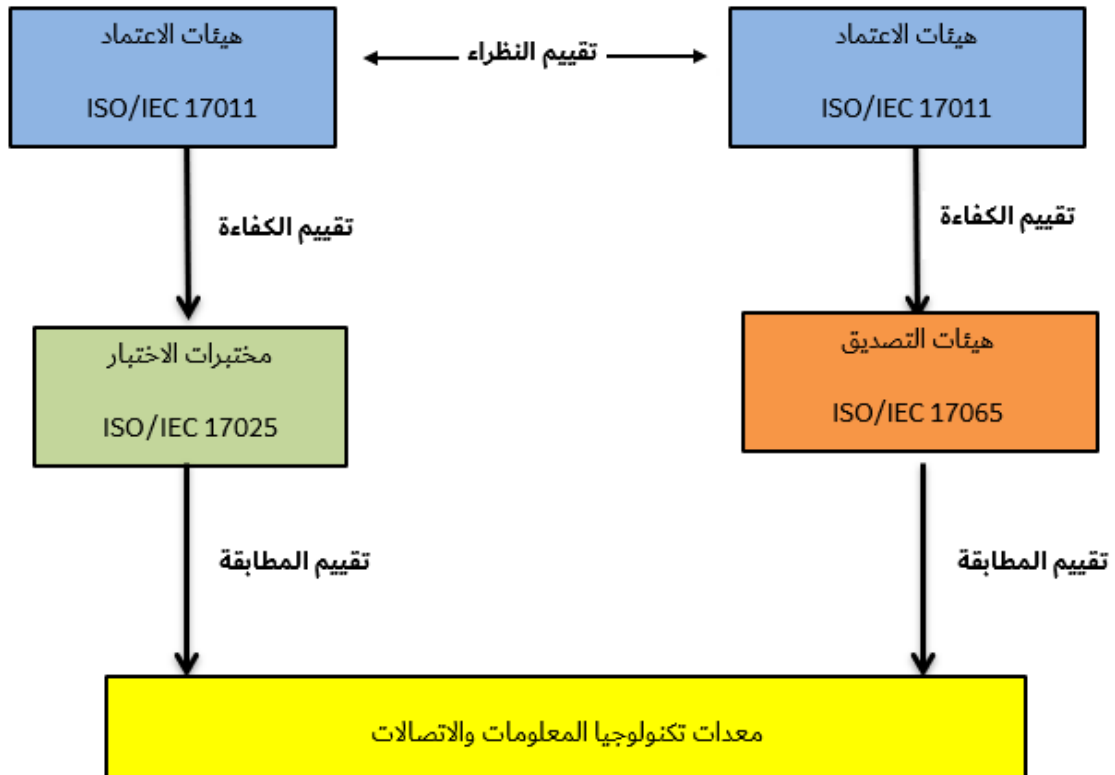 هيئات الاعتماد
ISO/IEC 17011
تقييم النظراء
هيئات الاعتماد
ISO/IEC 17011
تقييم الكفاءة
تقييم الكفاءة
هيئات التصديق
ISO/IEC 17065
مختبرات الاختبار
ISO/IEC 17025
تقييم المطابقة
تقييم المطابقة
معدات تكنولوجيا المعلومات والاتصالات